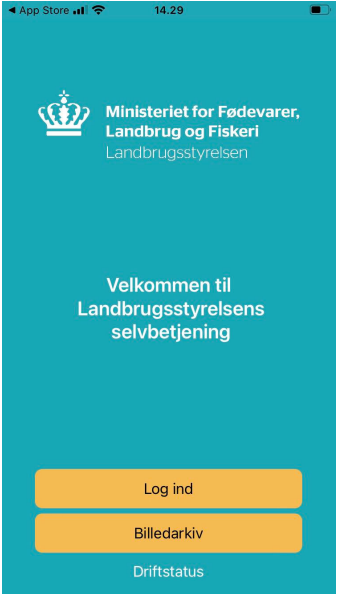 App Store 14.29
Ministeriet for Fødevarer,
Landbrug og Fiskeri
Landbrugsstyrelsen
Velkommen til
Landbrugsstyrelsens
selvbetjening
Log ind
Billedarkiv
Driftstatus